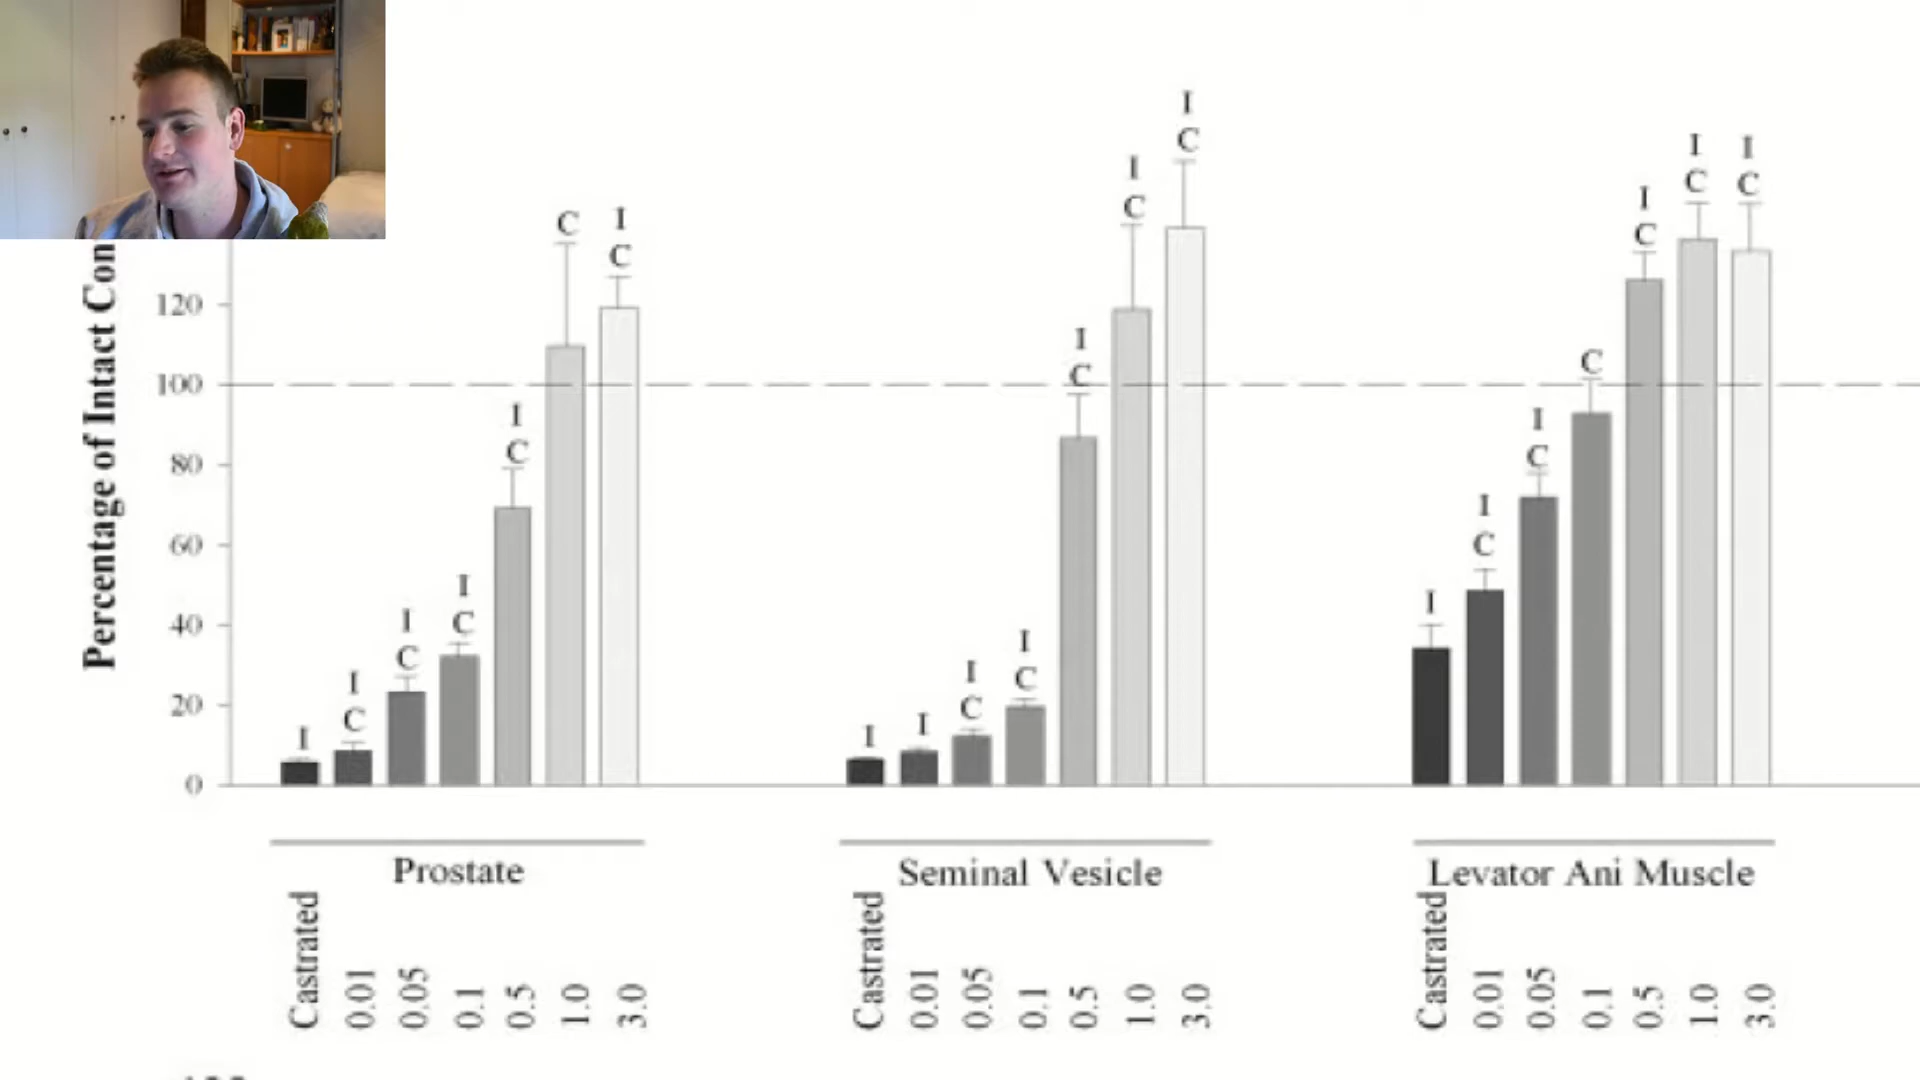 I
C
I
C
I
C
I
C
C
I
C
I
C
I
C
I
C
C
I
C
I
C
I
C
I
C
I
C
I
C
I
C
I
C
I
I
I
I
Percentage of Intact Con
120
100
80
60
40
20
0
Prostate
Seminal Vesicle
Levator Ani Muscle
Castrated
0.01
0.05
0.1
0.5
1.0
3.0
Castrated
0.01
0.05
0.1
0.5
1.0
3.0
Castrated
0.01
0.05
0.1
0.5
1.0
3.0